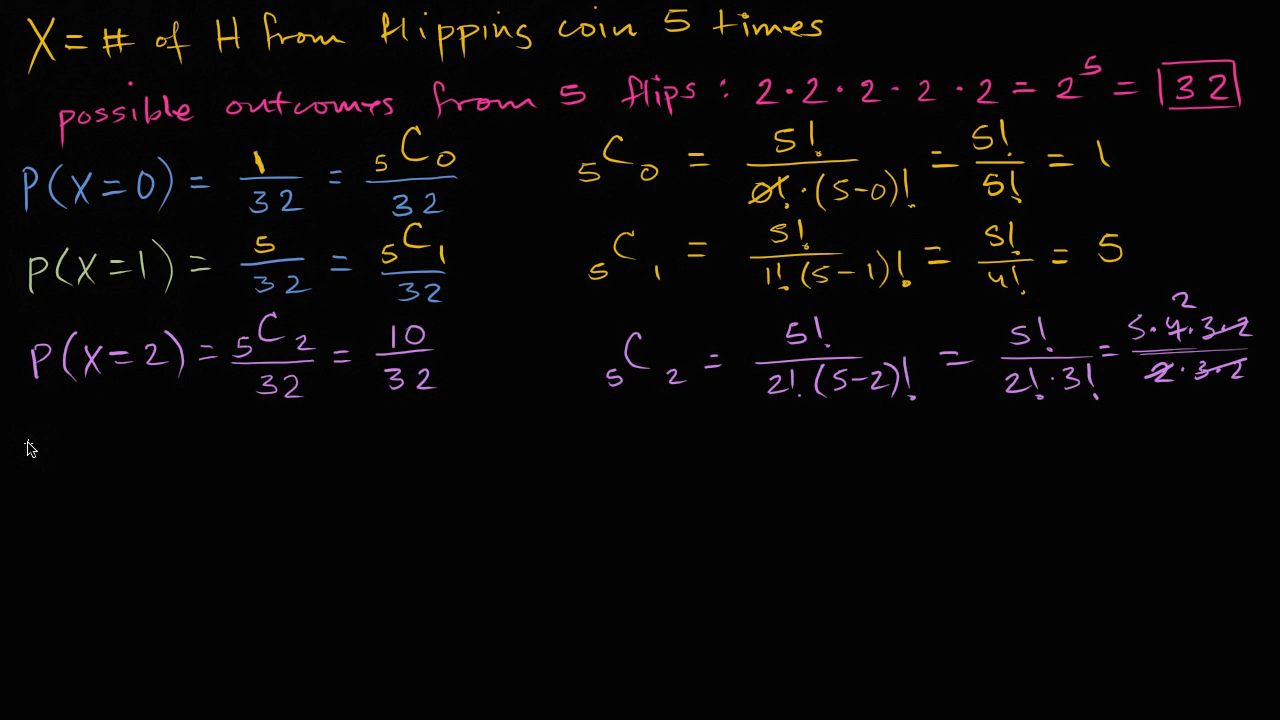 X = # of H from flipping coin 5 times
possible outcomes from 5 flips : 2 · 2 · 2 · 2 · 2 = 2⁵ = 32
P(X=0) = 1/32 = ₅C₀/32 ₅C₀ = 5!/(0!·(5-0)!) = 5!/5! = 1
P(X=1) = 5/32 = ₅C₁/32 ₅C₁ = 5!/(1!·(5-1)!) = 5!/4! = 5
P(X=2) = ₅C₂/32 = 10/32 ₅C₂ = 5!/(2!·(5-2)!) = 5!/(2!·3!) = 5·4·3·2/2·3·2 2